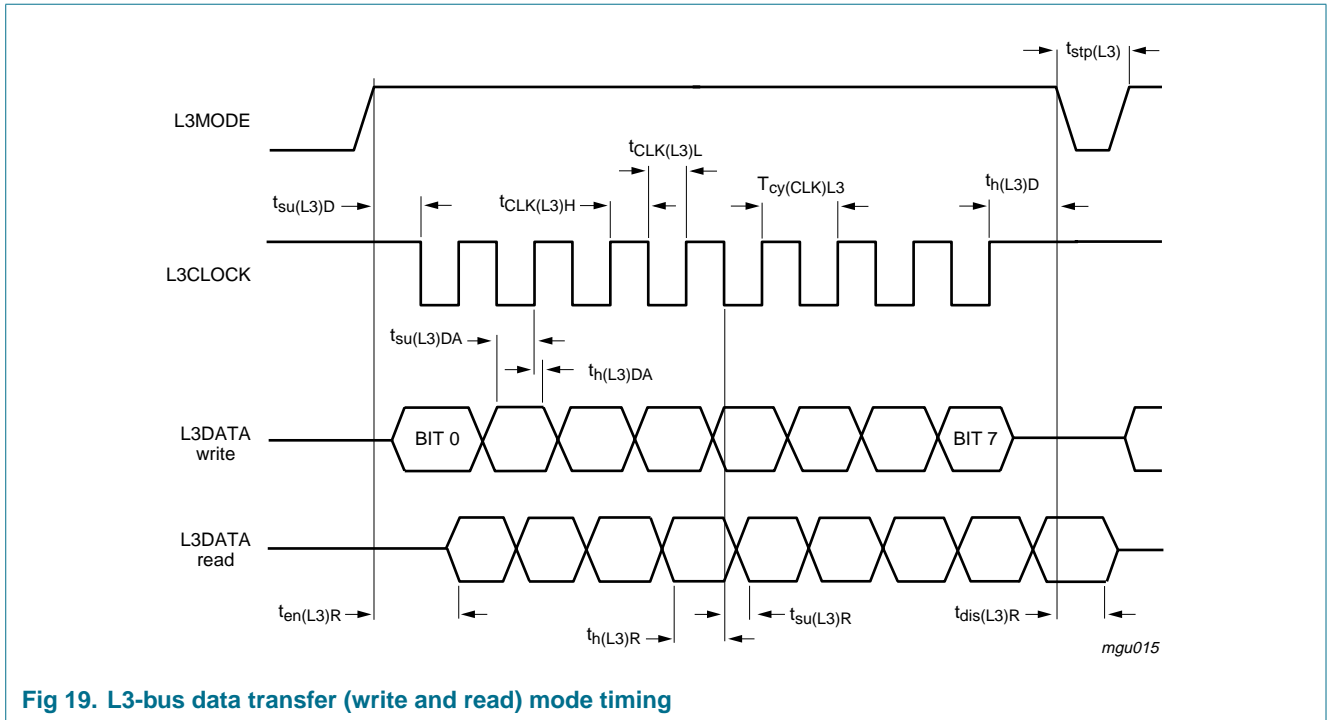 tstp(L3)
L3MODE
tCLK(L3)L
tsu(L3)D
tCLK(L3)H
Tcy(CLK)L3
th(L3)D
L3CLOCK
tsu(L3)DA
th(L3)DA
L3DATA
write
BIT 0
BIT 7
L3DATA
read
ten(L3)R
th(L3)R
tsu(L3)R
tdis(L3)R
mgu015
Fig 19. L3-bus data transfer (write and read) mode timing